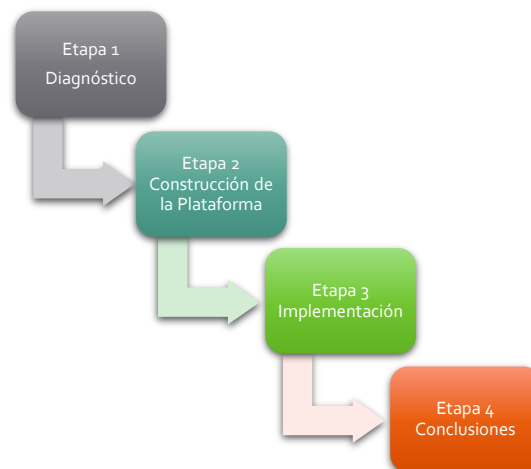 Etapa 1
Diagnóstico
Etapa 2
Construcción de
la Plataforma
Etapa 3
Implementación
Etapa 4
Conclusiones